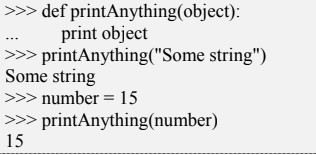 >>> def printAnything(object):
...     print object
>>> printAnything("Some string")
Some string
>>> number = 15
>>> printAnything(number)
15